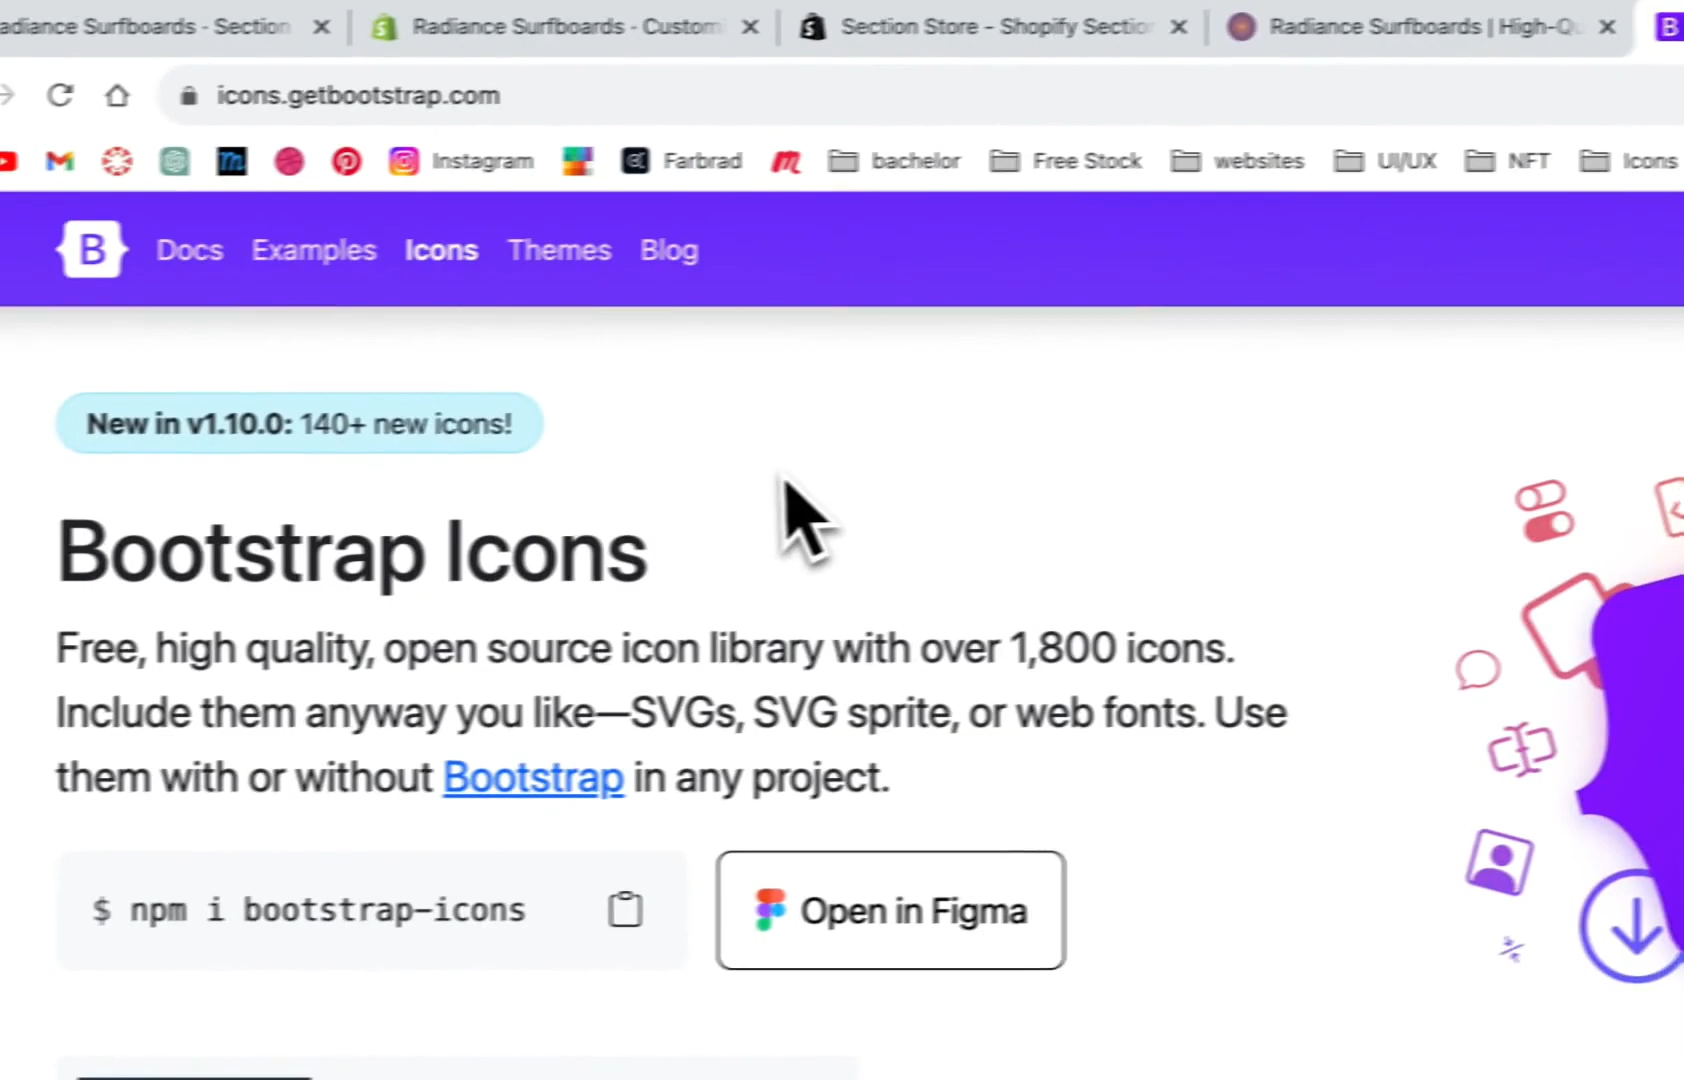 adiance Surfboards - Section
Radiance Surfboards - Custom
Section Store - Shopify Section
Radiance Surfboards | High-Qu
B
icons.getbootstrap.com
Instagram
Farbrad
bachelor
Free Stock
websites
UI/UX
NFT
Icons
B
Docs
Examples
Icons
Themes
Blog
New in v1.10.0: 140+ new icons!
Bootstrap Icons
Free, high quality, open source icon library with over 1,800 icons.
Include them anyway you like—SVGs, SVG sprite, or web fonts. Use
them with or without Bootstrap in any project.
$ npm i bootstrap-icons
Open in Figma